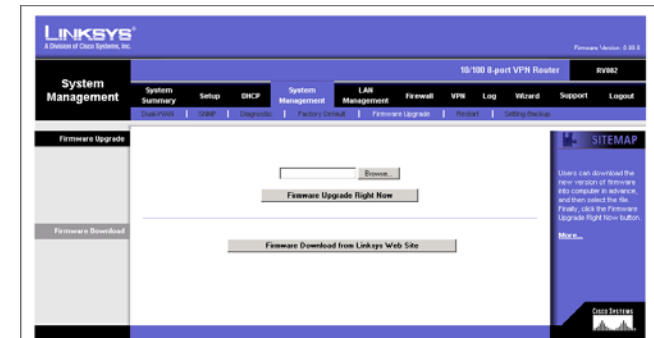 LINKSYS®
A Division of Cisco Systems, Inc.
Firmware Version: 0.00.8
10/100 8-port VPN Router
RV082
System Management
System Summary
Setup
DHCP
System Management
LAN Management
Firewall
VPN
Log
Wizard
Support
Logout
Dual-WAN | SNMP | Diagnostic | Factory Default | Firmware Upgrade | Restart | Setting Backup
Firmware Upgrade
Browse...
Firmware Upgrade Right Now
SITEMAP
Users can download the
new version of firmware
into computer in advance,
and then select the file.
Finally, click the Firmware
Upgrade Right Now button.
More...
Firmware Download
Firmware Download from Linksys Web Site
CISCO SYSTEMS